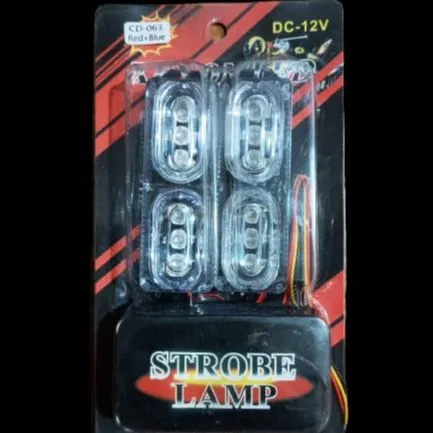 CD-063
Red+Blue
DC-12V
STROBE
LAMP